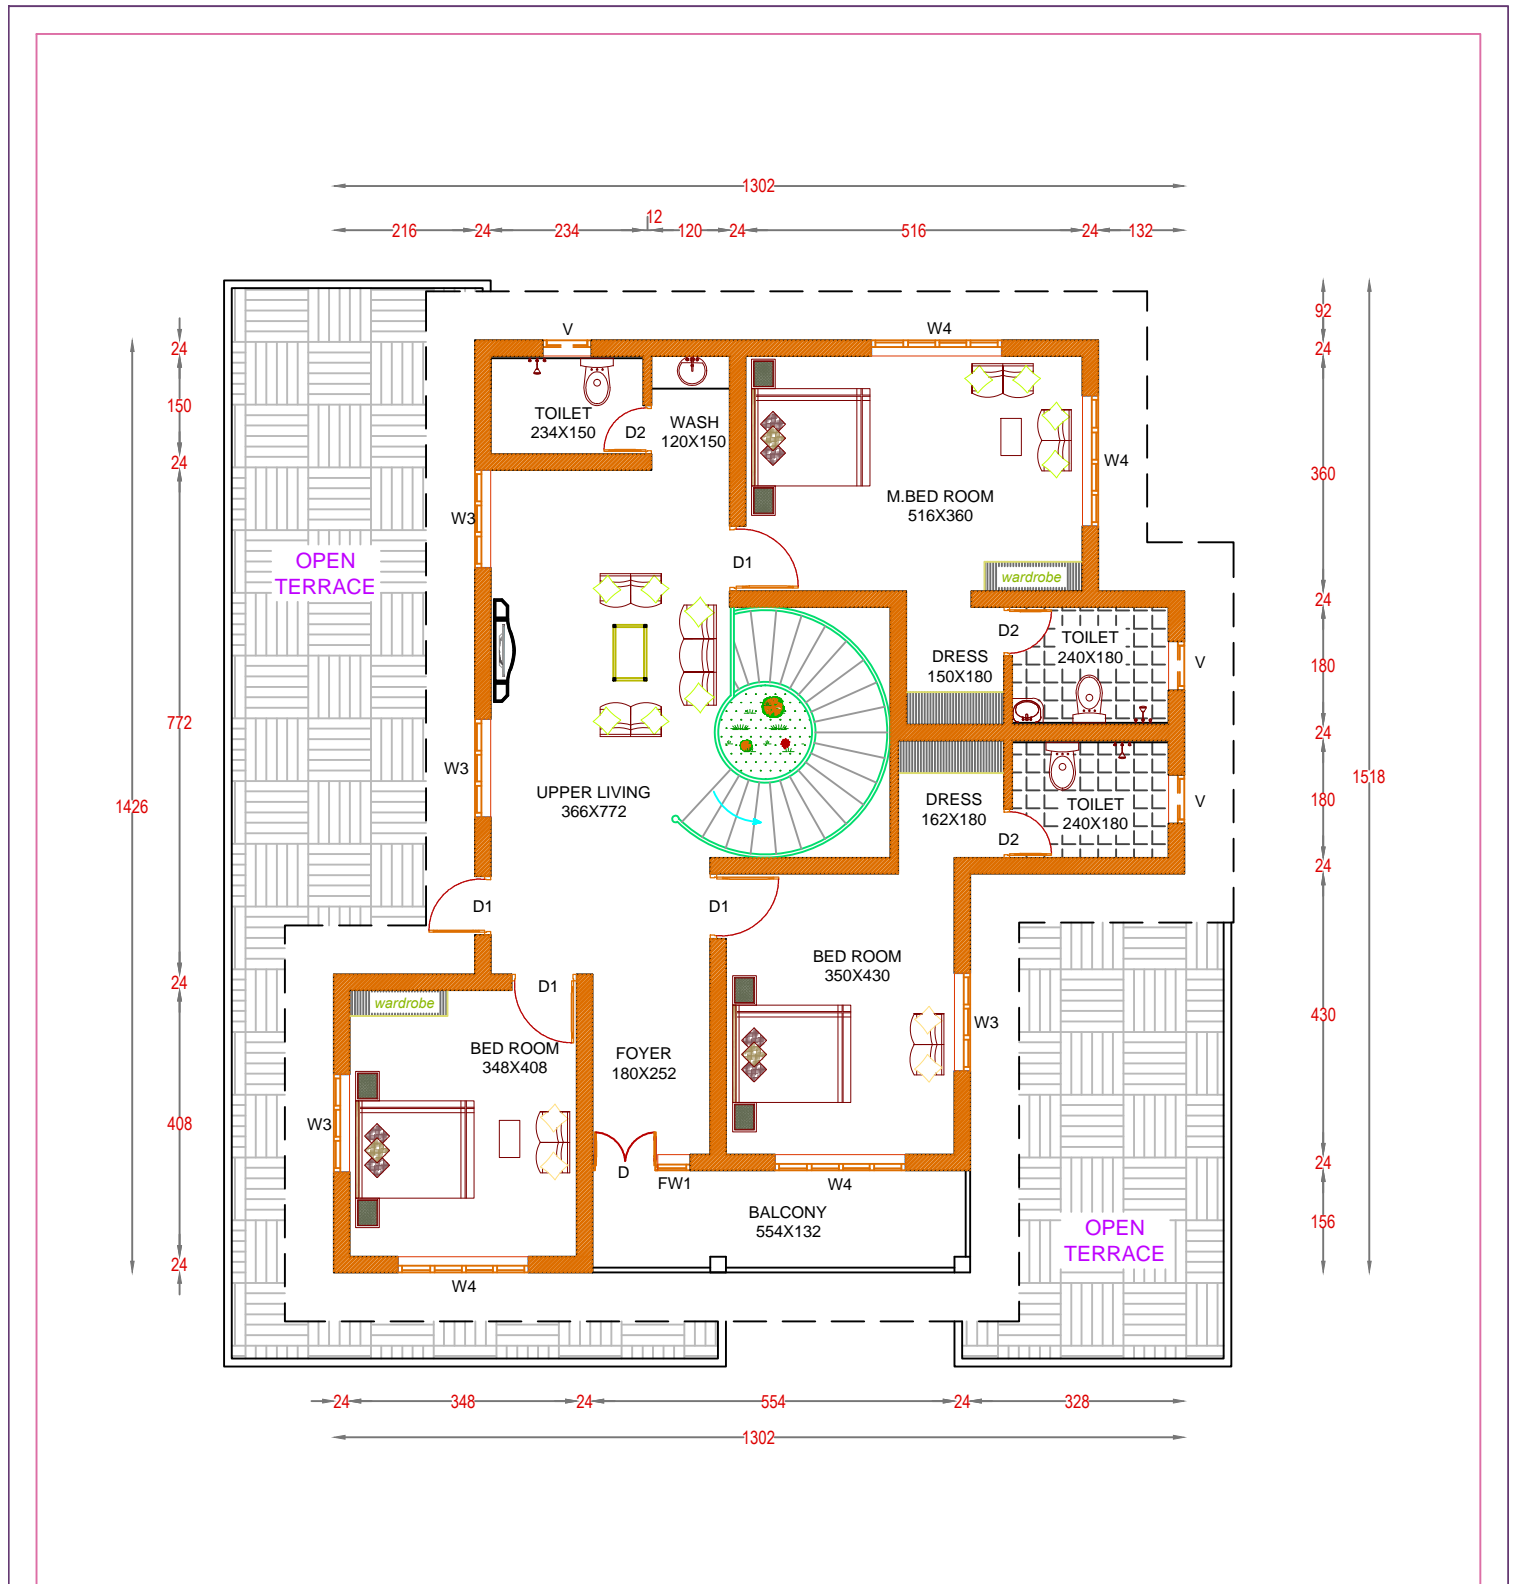 1302
216 24 234 12 120 24 516 24 132
92
24
24
150
24
V
W4
TOILET
234X150
D2
WASH
120X150
W4
360
M.BED ROOM
516X360
W3
OPEN
TERRACE
D1
wardrobe
24
D2
TOILET
240X180
DRESS
150X180
V
180
772
24
W3
1426
1518
UPPER LIVING
366X772
DRESS
162X180
TOILET
240X180
V
180
D2
24
D1
D1
BED ROOM
350X430
24
D1
wardrobe
430
W3
BED ROOM
348X408
FOYER
180X252
408
W3
24
D
FW1
W4
BALCONY
554X132
156
OPEN
TERRACE
24
W4
24 348 24 554 24 328
1302